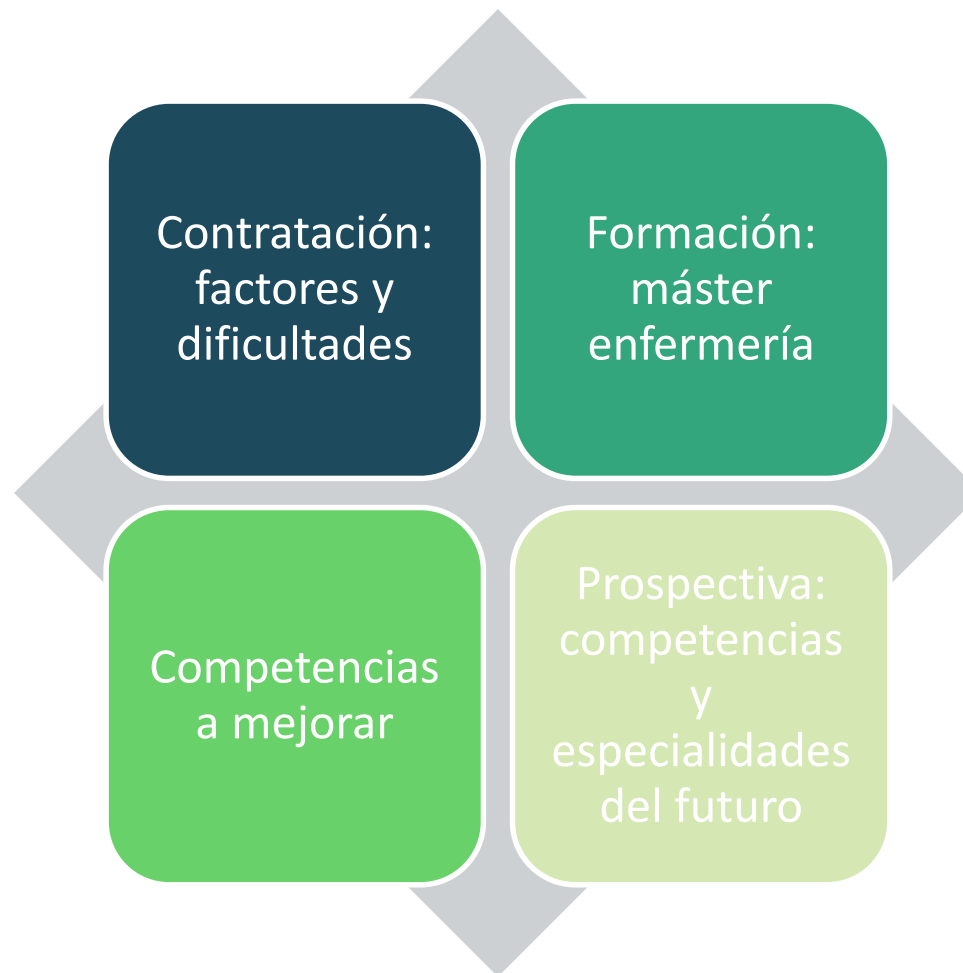 Contratación:
factores y
dificultades
Formación:
máster
enfermería
Competencias
a mejorar
Prospectiva:
competencias
y
especialidades
del futuro